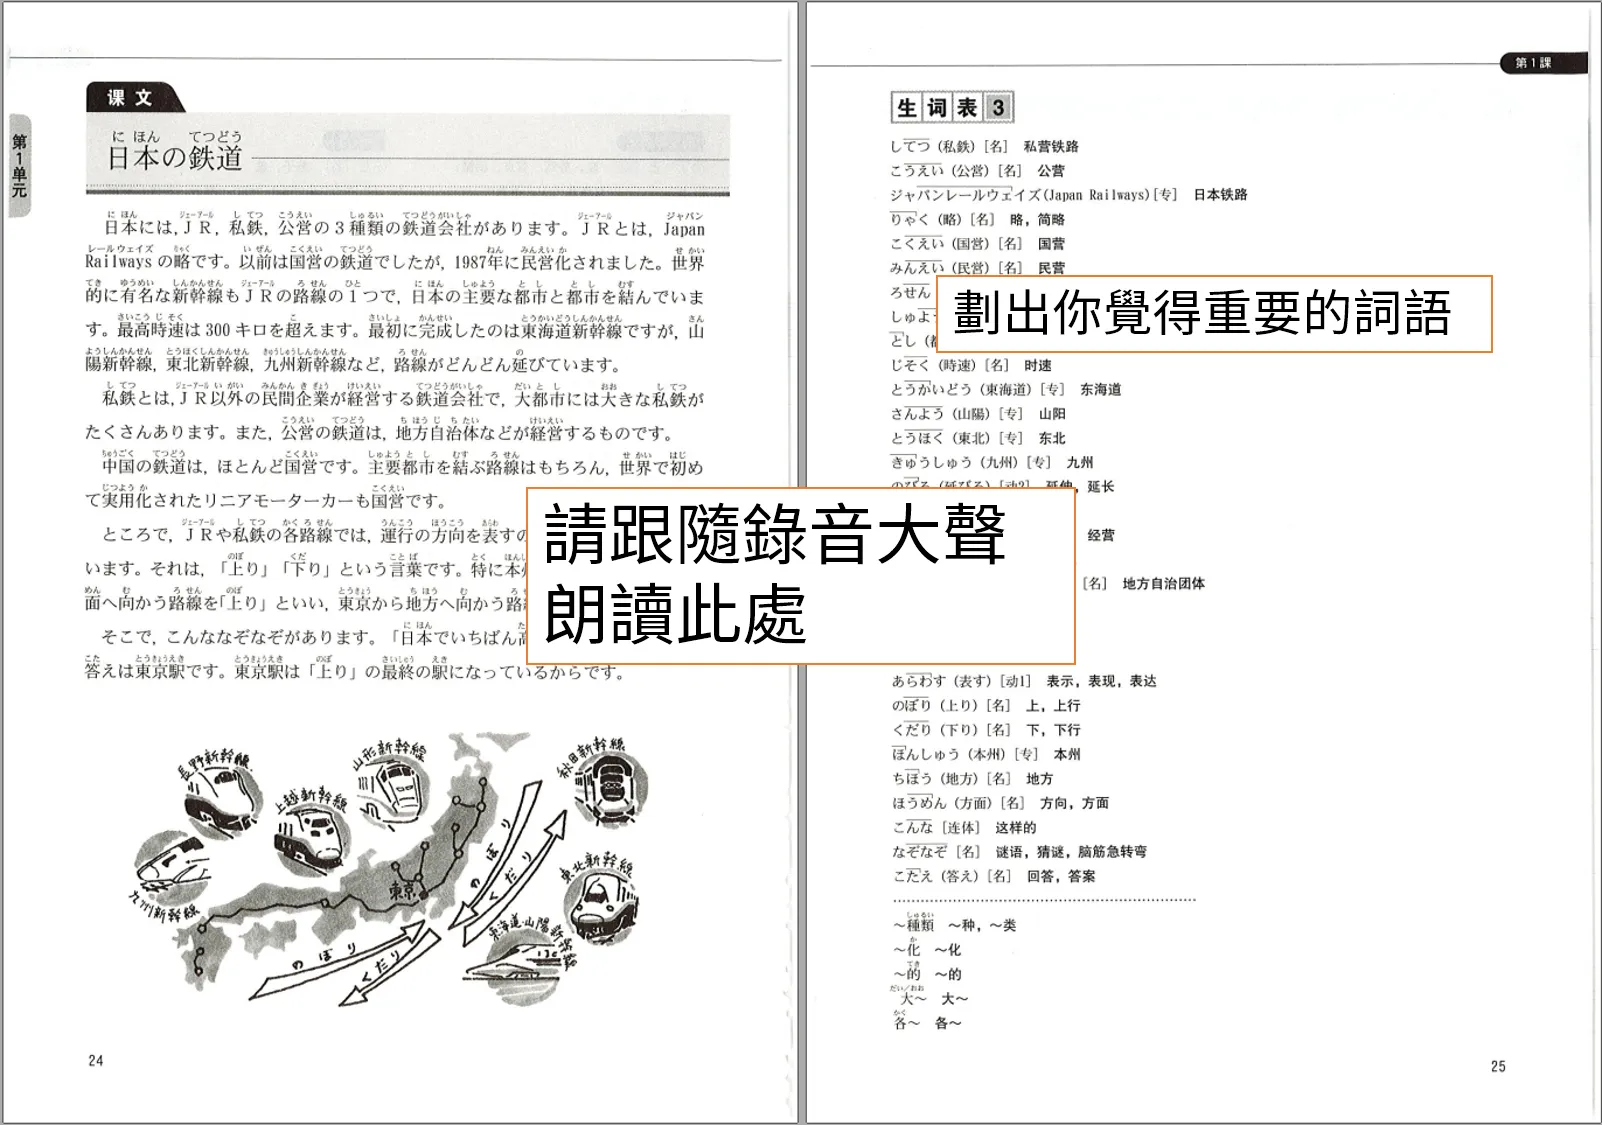 课文
日本の鉄道
にほん てつどう
第1单元
日本には,ＪＲ, 私鉄, 公営の３種類の鉄道会社があります。ＪＲとは, Japan
Railways の略です。以前は国営の鉄道でしたが, 1987年に民営化されました。世界
的に有名な新幹線もＪＲの路線の１つで, 日本の主要な都市と都市を結んでいま
す。最高時速は 300 キロを超えます。最初に完成したのは東海道新幹線ですが, 山
陽新幹線, 東北新幹線, 九州新幹線など, 路線がどんどん延びています。
私鉄とは,ＪＲ以外の民間企業が経営する鉄道会社で, 大都市には大きな私鉄が
たくさんあります。また, 公営の鉄道は, 地方自治体などが経営するものです。
中国の鉄道は, ほとんど国営です。主要都市を結ぶ路線はもちろん, 世界で初め
て実用化されたリニアモーターカーも国営です。
ところで, ＪＲや私鉄の各路線では, 運行の方向を表すの
います。それは, 「上り」「下り」という言葉です。特に本
面へ向かう路線を「上り」といい, 東京から地方へ向かう路
そこで, こんななぞなぞがあります。「日本でいちばん
答えは東京駅です。東京駅は「上り」の最終の駅になっているからです。
長野新幹線
上越新幹線
山形新幹線
秋田新幹線
九州新幹線
東北新幹線
東海道・山陽新幹線
東京
のぼり
くだり
のぼり
くだり
24
請跟隨錄音大聲
朗讀此處
第1課
生词表3
してつ (私鉄) [名] 私营铁路
こうえい (公営) [名] 公营
ジャパンレールウェイズ(Japan Railways) [专] 日本铁路
りゃく (略) [名] 略, 简略
こくえい (国営) [名] 国营
みんえい (民営) [名] 民营
ろせん
しゅよ
とし
劃出你覺得重要的詞語
じそく (時速) [名] 时速
とうかいどう (東海道) [专] 东海道
さんよう (山陽) [专] 山阳
とうほく (東北) [专] 东北
きゅうしゅう (九州) [专] 九州
のびる (延びる) [动2] 延伸, 延长
经营
[名] 地方自治团体
あらわす (表す) [动1] 表示, 表现, 表达
のぼり (上り) [名] 上, 上行
くだり (下り) [名] 下, 下行
ほんしゅう (本州) [专] 本州
ちほう (地方) [名] 地方
ほうめん (方面) [名] 方向, 方面
こんな [连体] 这样的
なぞなぞ [名] 谜语, 猜谜, 脑筋急转弯
こたえ (答え) [名] 回答, 答案
～種類 ～种, ～类
～化 ～化
～的 ～的
大～ 大～
各～ 各～
25